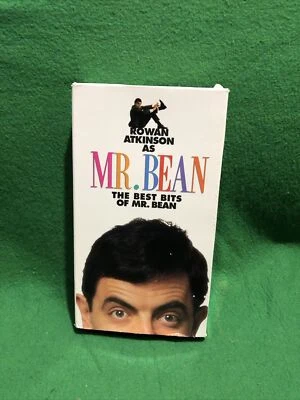 ROWAN
ATKINSON
AS
MR. BEAN
THE BEST BITS
OF MR. BEAN